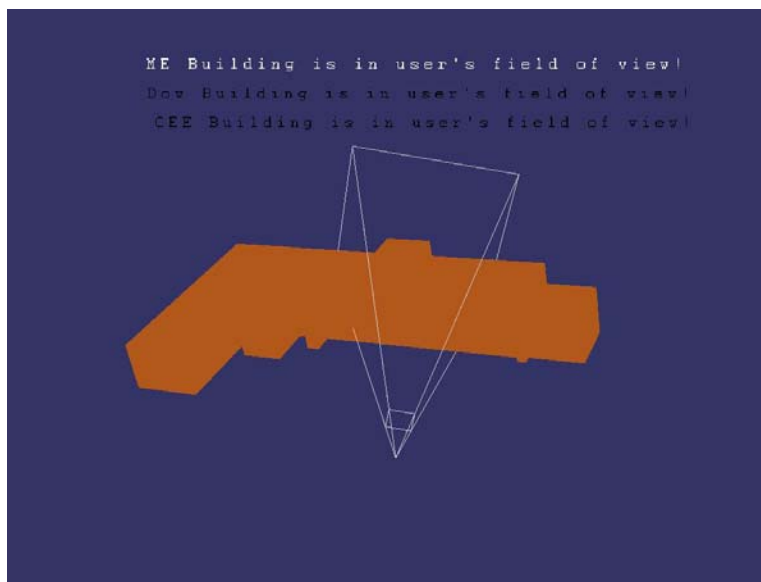 ME Building is in user's field of view!
Dow Building is in user's field of view!
CEE Building is in user's field of view!